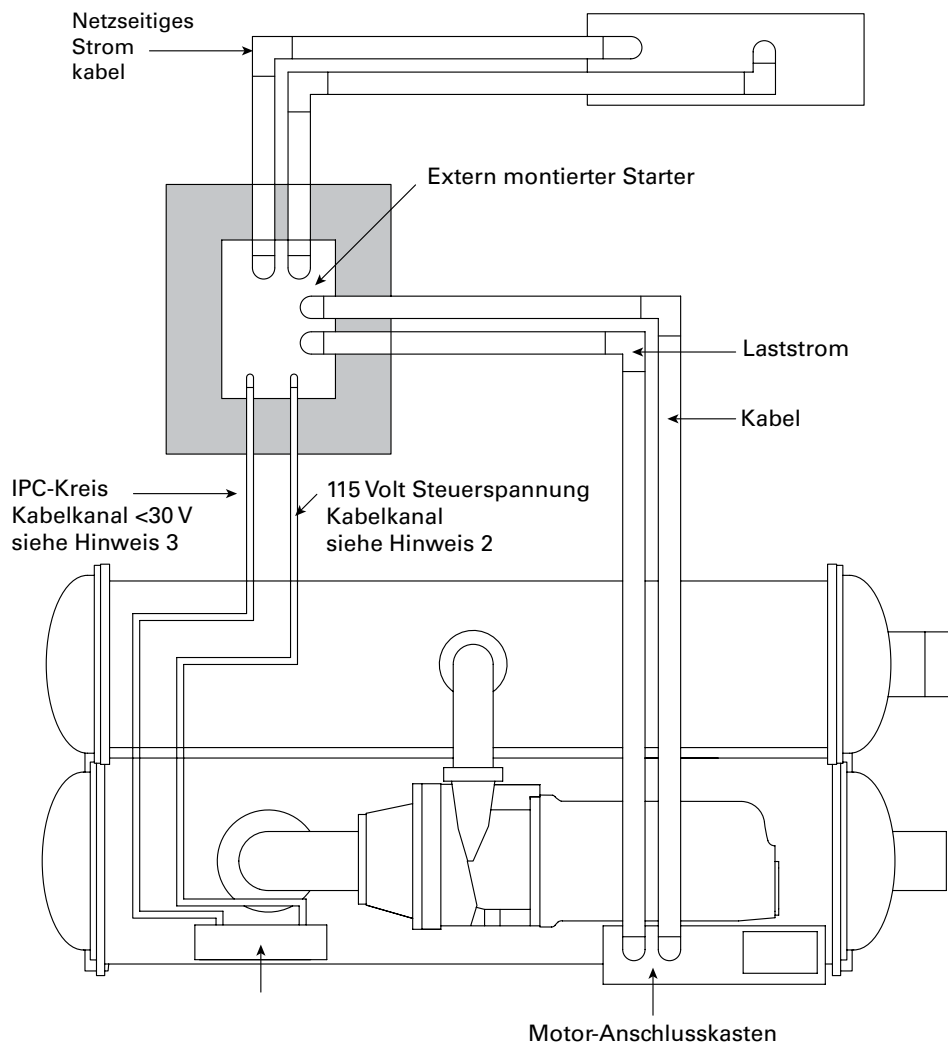 Netzseitiges
Strom
kabel
Extern montierter Starter
Laststrom
Kabel
IPC-Kreis
Kabelkanal <30 V
siehe Hinweis 3
115 Volt Steuerspannung
Kabelkanal
siehe Hinweis 2
Motor-Anschlusskasten